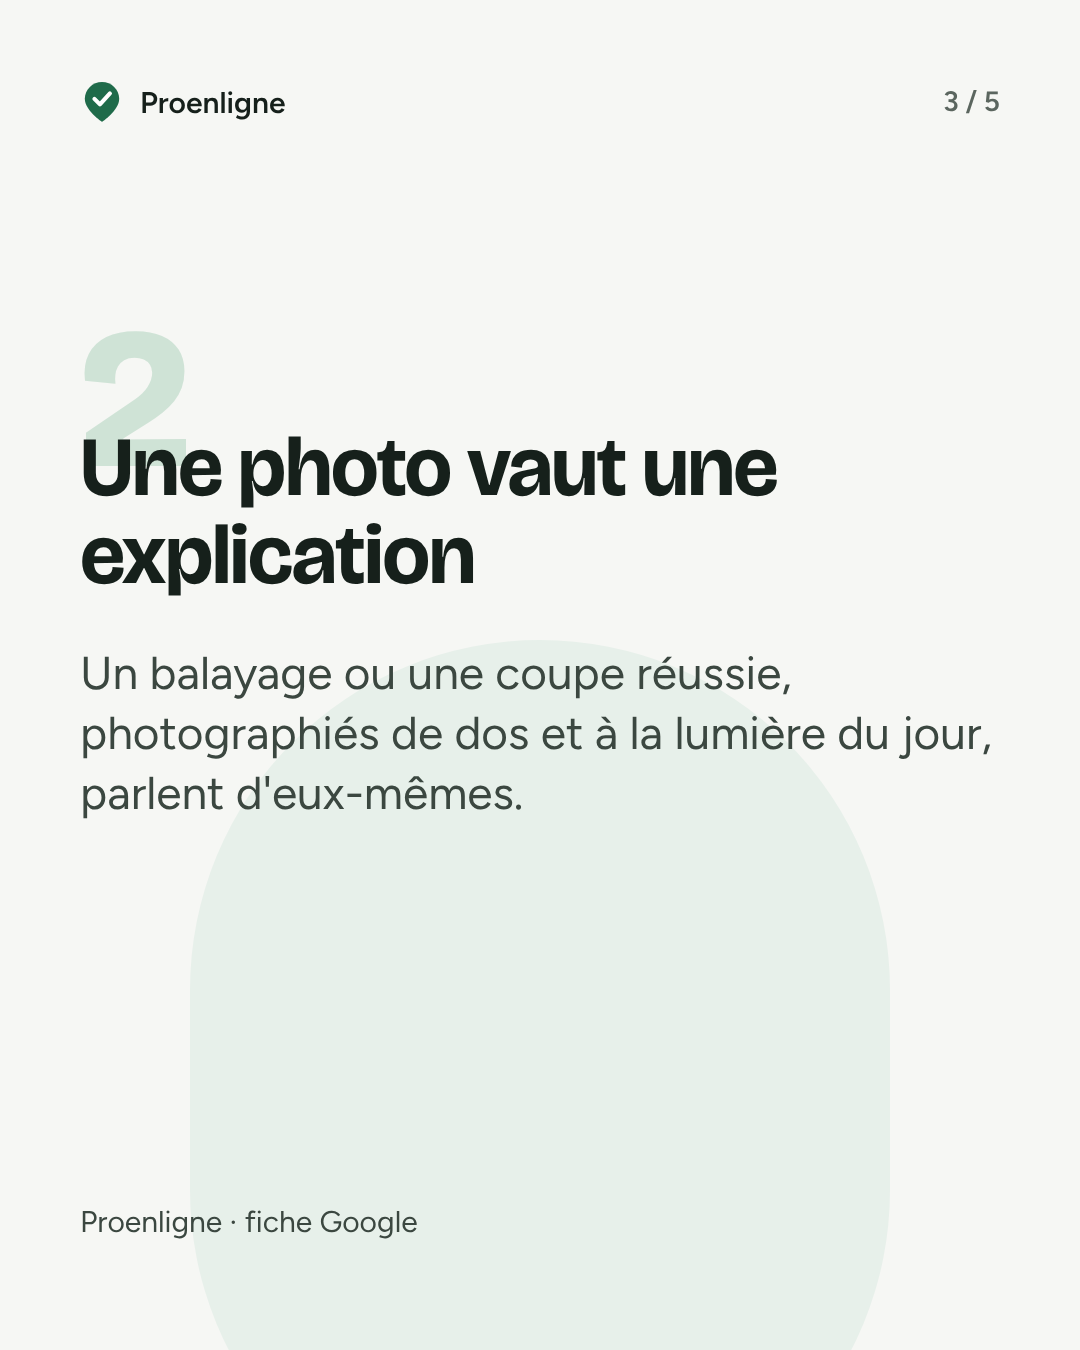 Proenligne
3 / 5
2
Une photo vaut une
explication
Un balayage ou une coupe réussie,
photographiés de dos et à la lumière du jour,
parlent d'eux-mêmes.
Proenligne · fiche Google